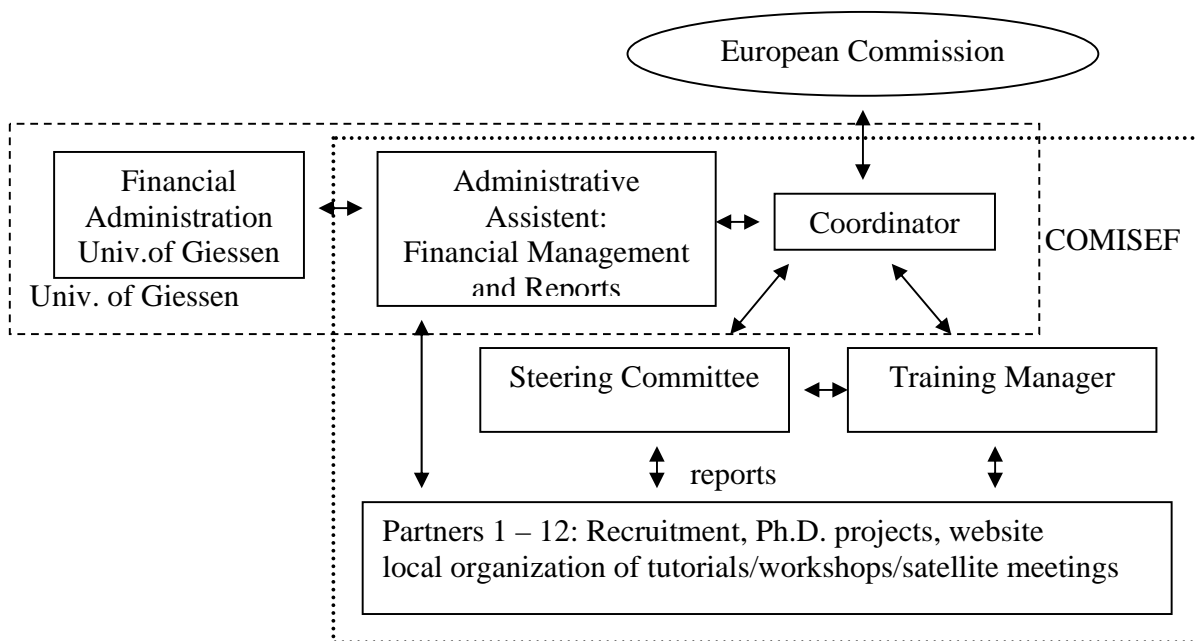 European Commission
Financial
Administration
Univ.of Giessen
Univ. of Giessen
Administrative
Assistent:
Financial Management
and Reports
Coordinator
COMISEF
Steering Committee
Training Manager
reports
Partners 1 – 12: Recruitment, Ph.D. projects, website
local organization of tutorials/workshops/satellite meetings